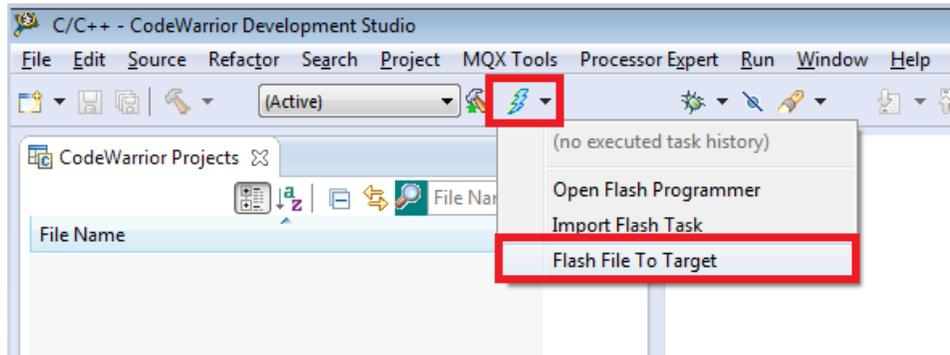 C/C++ - CodeWarrior Development Studio
File Edit Source Refactor Search Project MQX Tools Processor Expert Run Window Help
(Active)
(no executed task history)
CodeWarrior Projects
Open Flash Programmer
File Nar
Import Flash Task
File Name
Flash File To Target